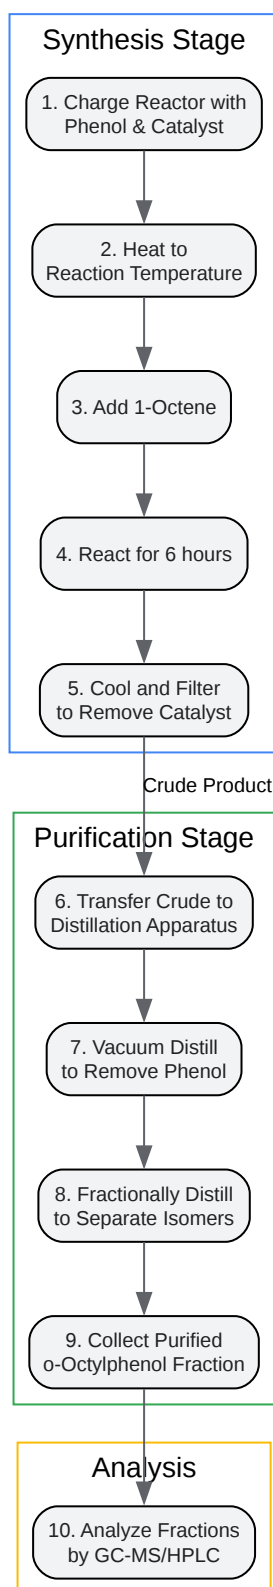 Synthesis Stage
1. Charge Reactor with
Phenol & Catalyst
2. Heat to
Reaction Temperature
3. Add 1-Octene
4. React for 6 hours
5. Cool and Filter
to Remove Catalyst
Crude Product
Purification Stage
6. Transfer Crude to
Distillation Apparatus
7. Vacuum Distill
to Remove Phenol
8. Fractionally Distill
to Separate Isomers
9. Collect Purified
o-Octylphenol Fraction
Analysis
10. Analyze Fractions
by GC-MS/HPLC